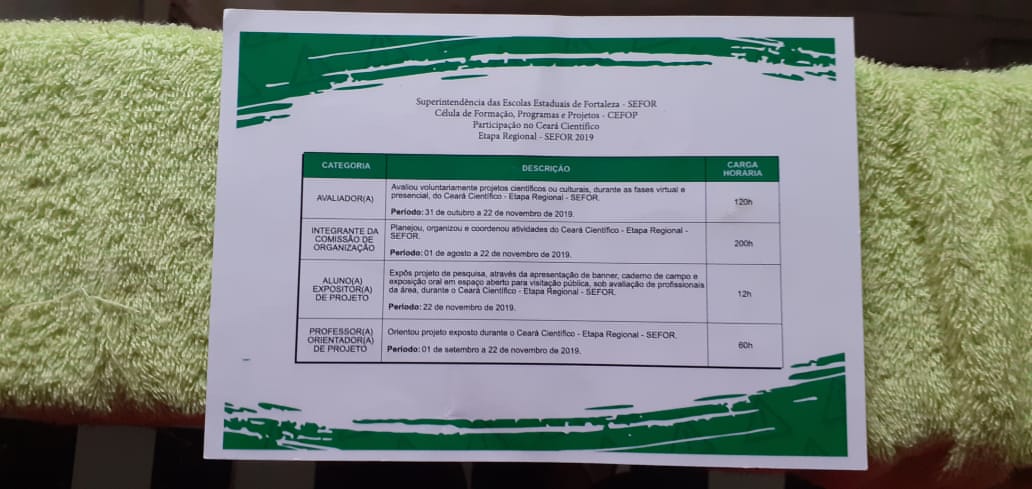 Superintendência das Escolas Estaduais de Fortaleza - SEFOR
Célula de Formação, Programas e Projetos - CEFOP
Participação no Ceará Científico
Etapa Regional - SEFOR 2019
CATEGORIA
DESCRIÇÃO
CARGA
HORARIA
AVALIADOR(A)
Avaliou voluntariamente projetos científicos ou culturais, durante as fases virtual e
presencial, do Ceará Científico - Etapa Regional - SEFOR.
Período: 31 de outubro a 22 de novembro de 2019.
120h
INTEGRANTE DA
COMISSÃO DE
ORGANIZAÇÃO
Planejou, organizou e coordenou atividades do Ceará Científico - Etapa Regional -
SEFOR.
Período: 01 de agosto a 22 de novembro de 2019.
200h
ALUNO(A)
EXPOSITOR(A)
DE PROJETO
Expôs projeto de pesquisa, através da apresentação de banner, caderno de campo e
exposição oral em espaço aberto para visitação pública, sob avaliação de profissionais
da área, durante o Ceará Científico - Etapa Regional - SEFOR.
Período: 22 de novembro de 2019.
12h
PROFESSOR(A)
ORIENTADOR(A)
DE PROJETO
Orientou projeto exposto durante o Ceará Científico - Etapa Regional - SEFOR.
Período: 01 de setembro a 22 de novembro de 2019.
60h